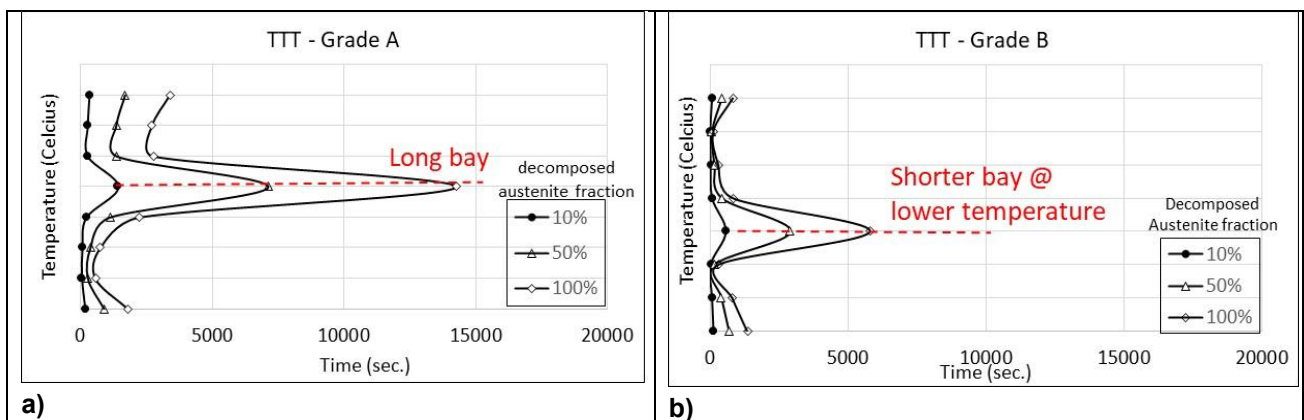 TTT - Grade A
Temperature (Celcius)
Long bay
decomposed
austenite fraction
10%
50%
100%
0
5000
10000
15000
20000
Time (sec.)
a)
TTT - Grade B
Temperature (Celcius)
Shorter bay @
lower temperature
Decomposed
Austenite fraction
10%
50%
100%
0
5000
10000
15000
20000
Time (sec.)
b)